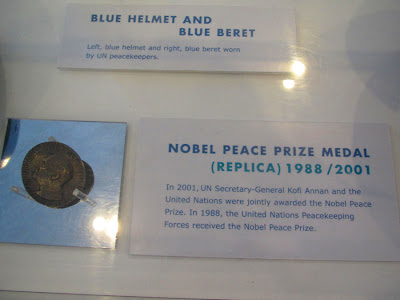 BLUE HELMET AND
BLUE BERET
Left, blue helmet and right, blue beret worn
by UN peacekeepers.
NOBEL PEACE PRIZE MEDAL
(REPLICA) 1988/2001
In 2001, UN Secretary-General Kofi Annan and the
United Nations were jointly awarded the Nobel Peace
Prize. In 1988, the United Nations Peacekeeping
Forces received the Nobel Peace Prize.